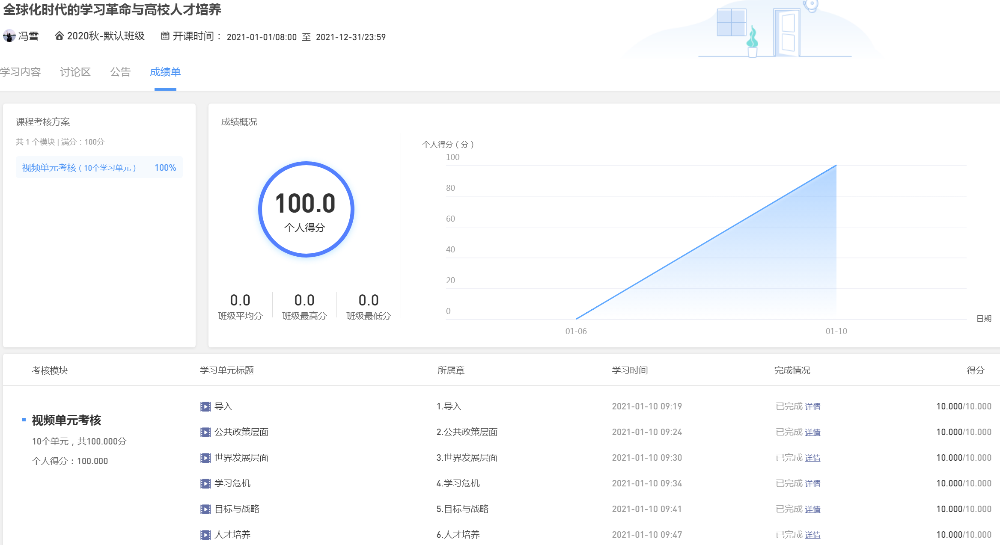 全球化时代的学习革命与高校人才培养
冯雪 2020秋-默认班级 开课时间： 2021-01-01/08:00 至 2021-12-31/23:59
学习内容 讨论区 公告 成绩单
课程考核方案
共 1 个模块 | 满分：100分
视频单元考核（10个学习单元） 100%
成绩概况
100.0
个人得分
0.0 0.0 0.0
班级平均分 班级最高分 班级最低分
个人得分（分）
100
80
60
40
20
0
日期
01-06 01-10
考核模块 学习单元标题 所属章 学习时间 完成情况 得分
视频单元考核
10个单元，共100.000分
个人得分：100.000
导入 1.导入 2021-01-10 09:19 已完成 详情 10.000/10.000
公共政策层面 2.公共政策层面 2021-01-10 09:24 已完成 详情 10.000/10.000
世界发展层面 3.世界发展层面 2021-01-10 09:30 已完成 详情 10.000/10.000
学习危机 4.学习危机 2021-01-10 09:34 已完成 详情 10.000/10.000
目标与战略 5.目标与战略 2021-01-10 09:41 已完成 详情 10.000/10.000
人才培养 6.人才培养 2021-01-10 09:47 已完成 详情 10.000/10.000